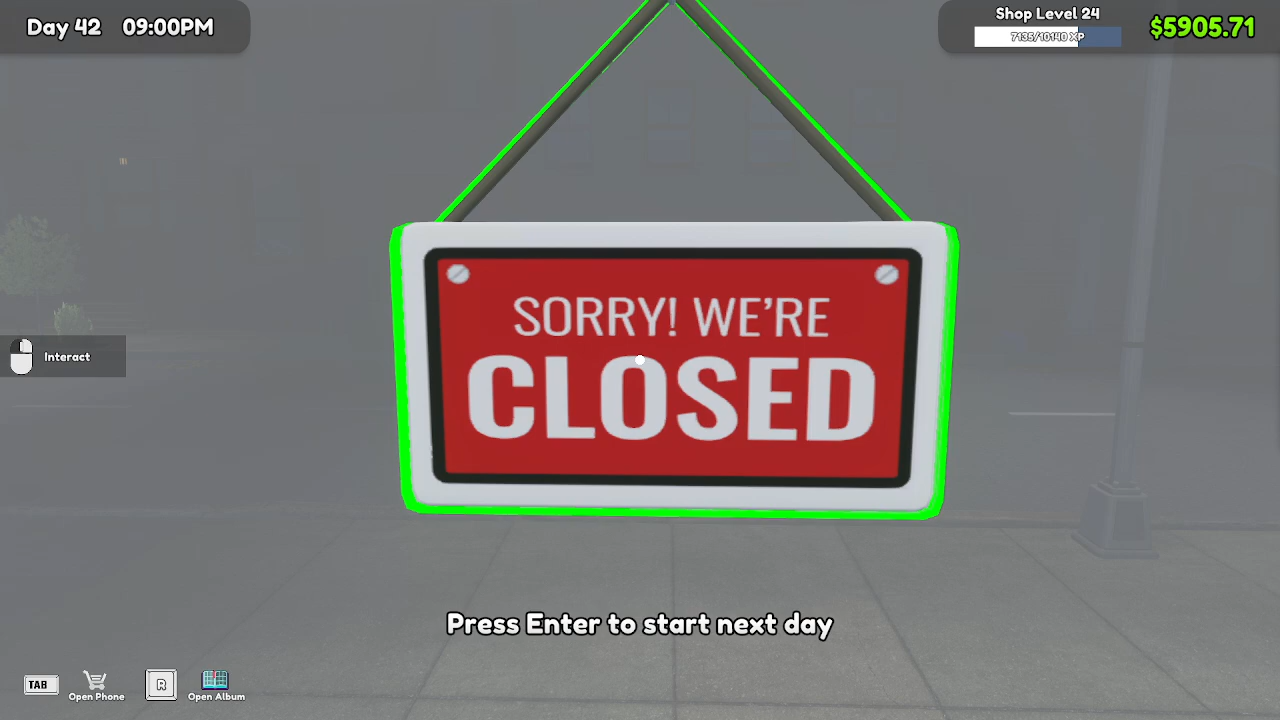 Day 42 09:00PM
Shop Level 24
7135/10140 XP
$5905.71
SORRY! WE'RE
CLOSED
Interact
Press Enter to start next day
TAB
Open Phone
R
Open Album